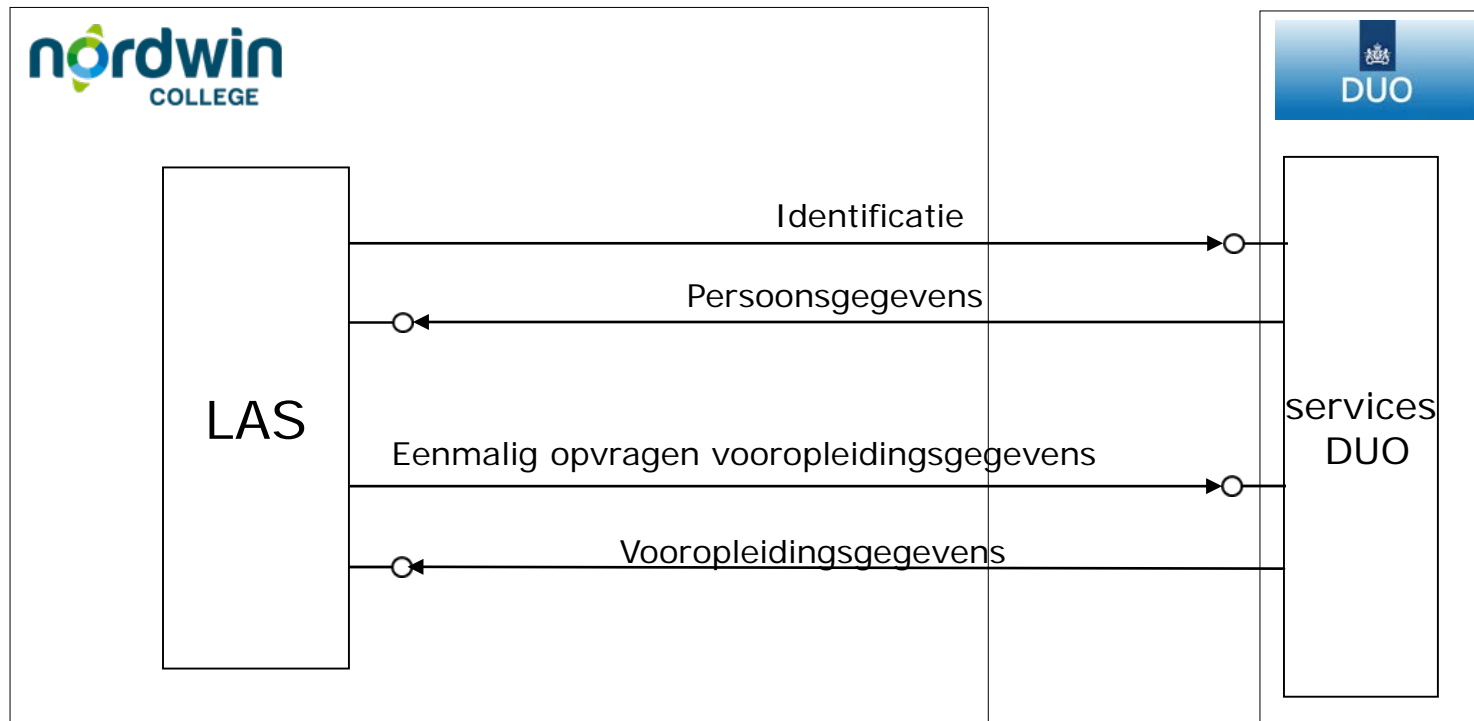 nordwin
COLLEGE
DUO
Identificatie
Persoonsgegevens
LAS
services
DUO
Eenmalig opvragen vooropleidingsgegevens
Vooropleidingsgegevens